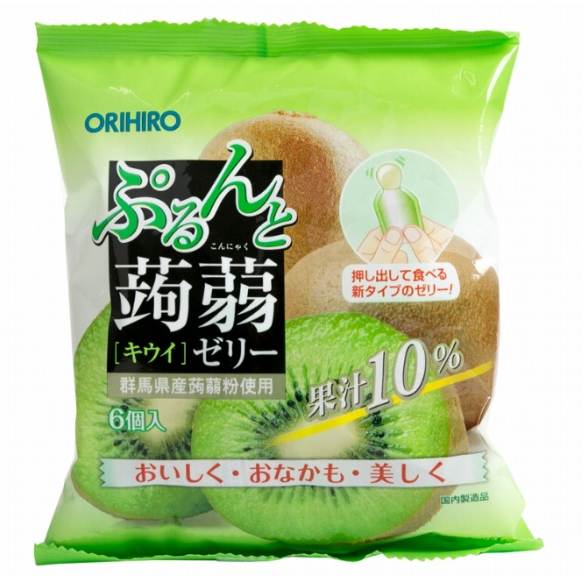 ORIHIRO
ぷるんと
こんにゃく
蒟蒻
[キウイ]ゼリー
群馬県産蒟蒻粉使用
6個入
押し出して食べる
新タイプのゼリー!
果汁10%
おいしく・おなかも・美しく
国内製造品